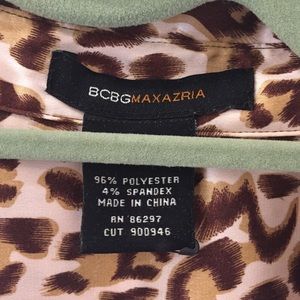 BCBGMAXAZRIA
96% POLYESTER
4% SPANDEX
MADE IN CHINA
RN 86297
CUT 900946